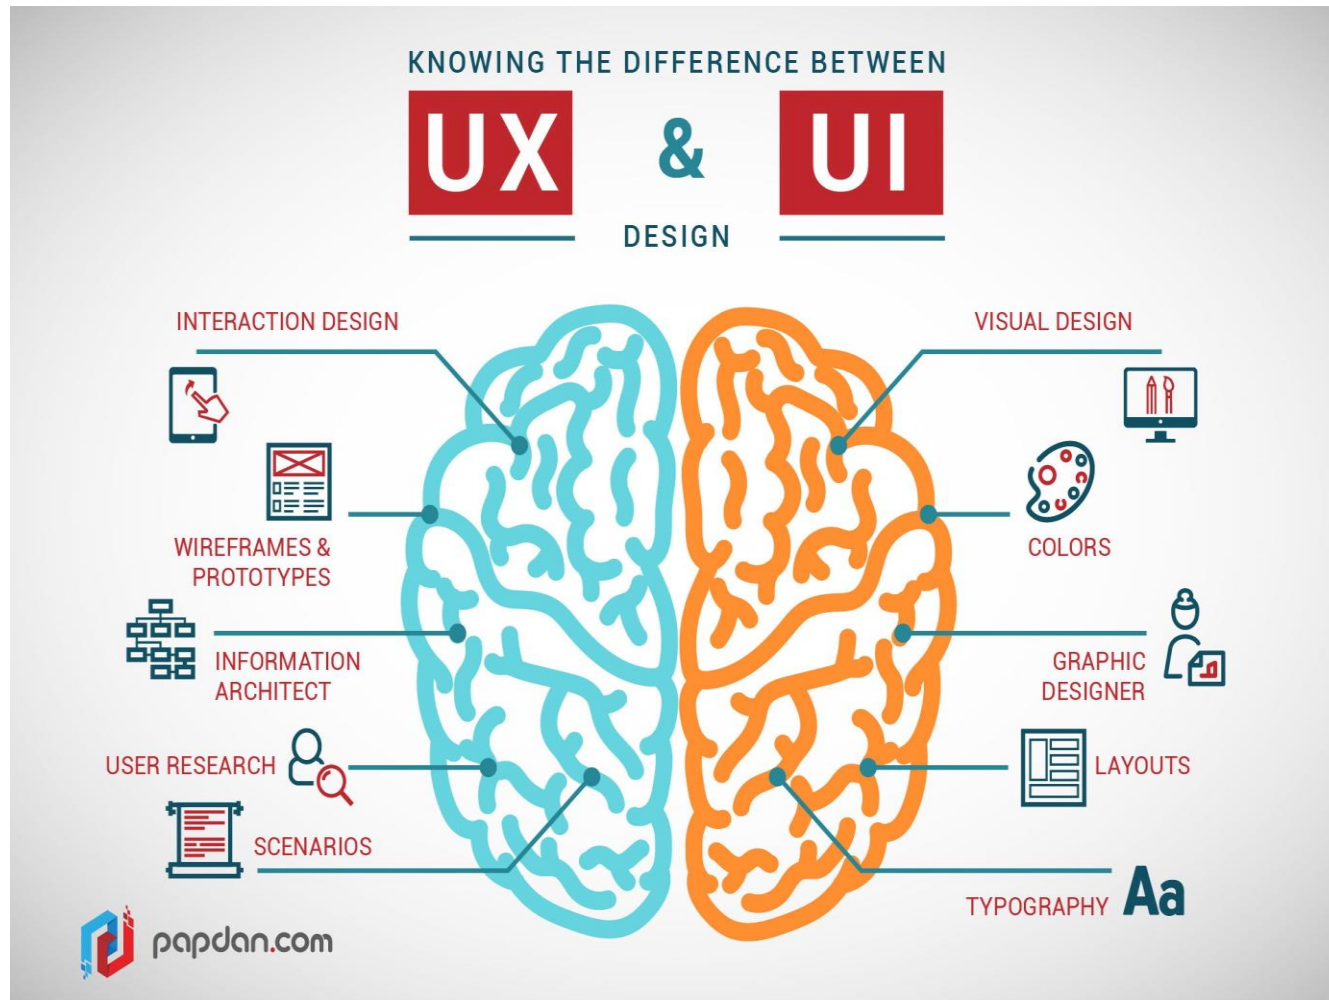 KNOWING THE DIFFERENCE BETWEEN
UX & UI
DESIGN
INTERACTION DESIGN
WIREFRAMES &
PROTOTYPES
INFORMATION
ARCHITECT
USER RESEARCH
SCENARIOS
VISUAL DESIGN
COLORS
GRAPHIC
DESIGNER
LAYOUTS
TYPOGRAPHY Aa
papdan.com